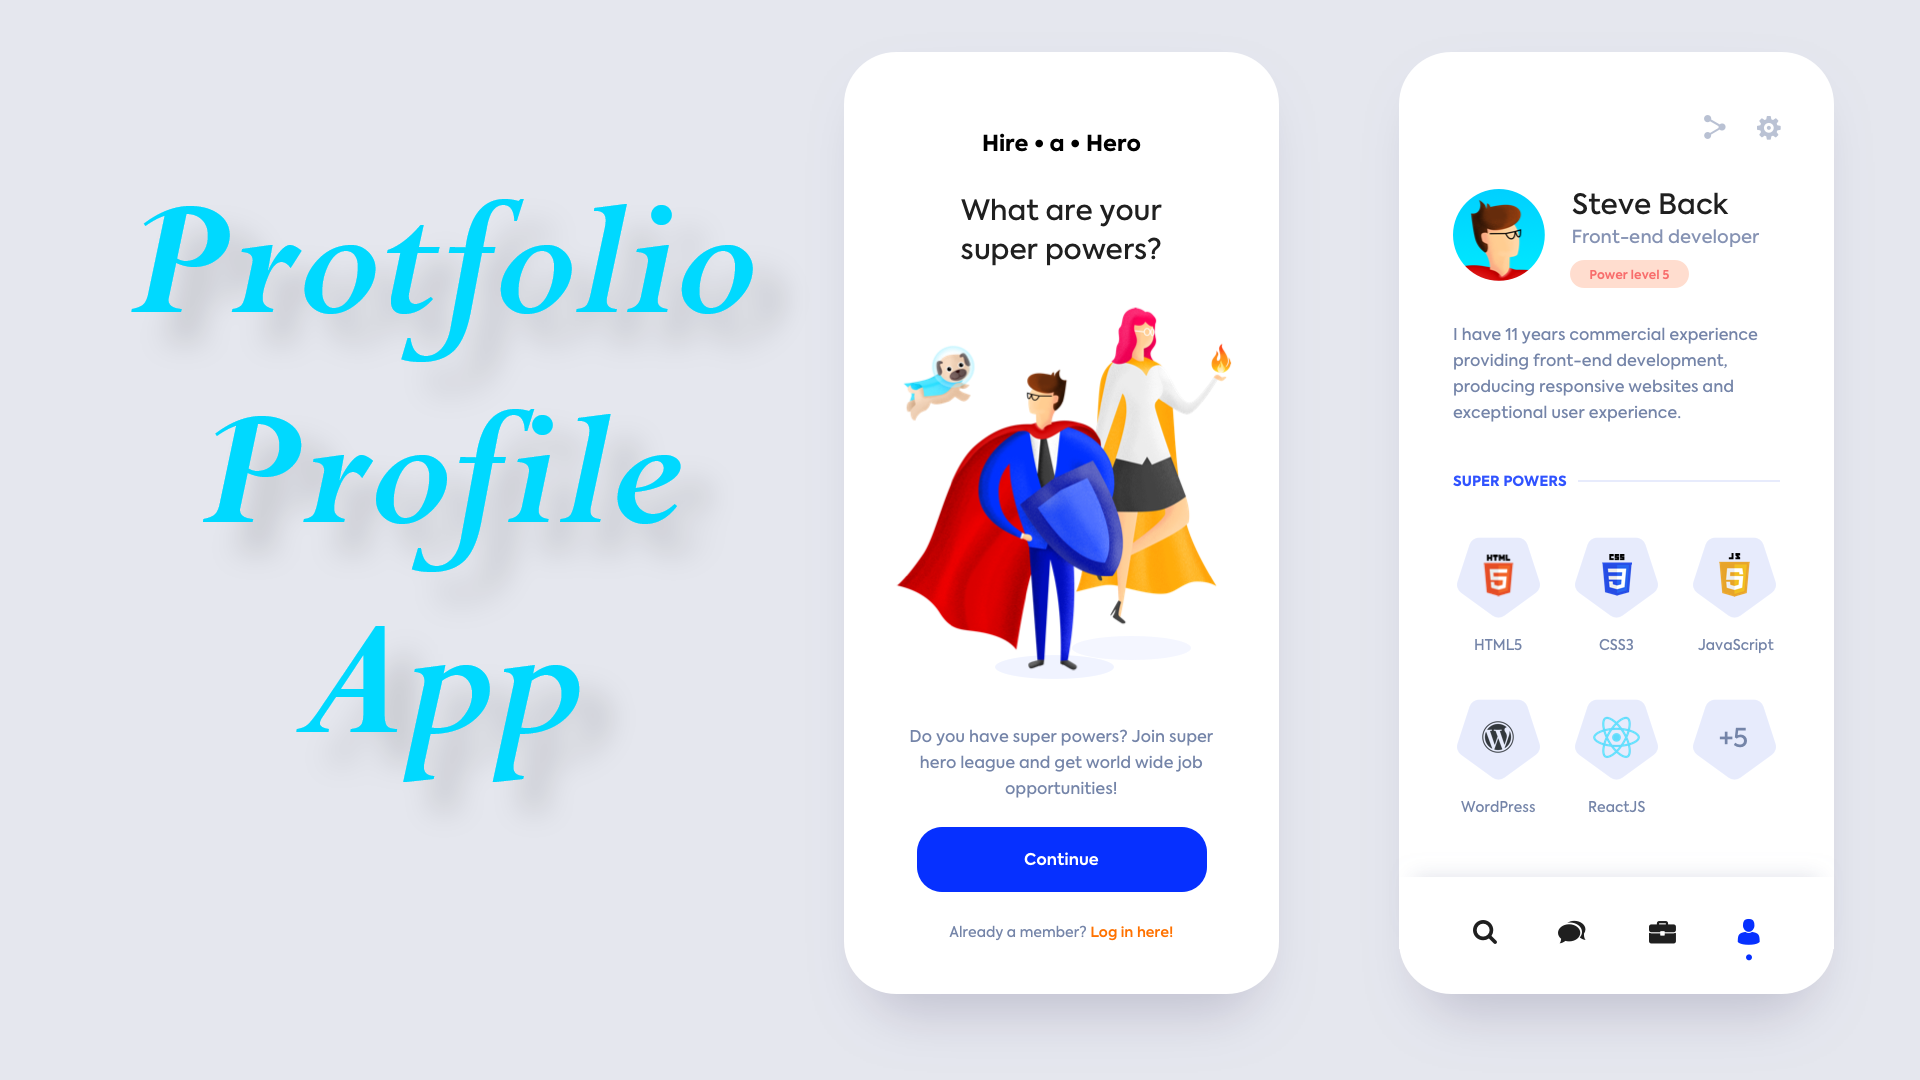 Protfolio
Profile
App
Hire • a • Hero
What are your
super powers?
Do you have super powers? Join super
hero league and get world wide job
opportunities!
Continue
Already a member? Log in here!
Steve Back
Front-end developer
Power level 5
I have 11 years commercial experience
providing front-end development,
producing responsive websites and
exceptional user experience.
SUPER POWERS
HTML
5
CSS
3
JS
5
HTML5
CSS3
JavaScript
W
+5
WordPress
ReactJS